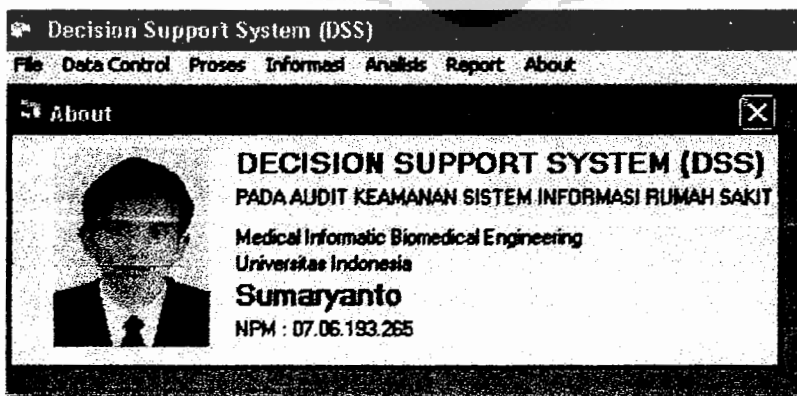 Decision Support System (DSS)
File Data Control Proses Informasi Analisis Report About
About
DECISION SUPPORT SYSTEM (DSS)
PADA AUDIT KEAMANAN SISTEM INFORMASI RUMAH SAKIT
Medical Informatic Biomedical Engineering
Universitas Indonesia
Sumaryanto
NPM : 07.06.193.265